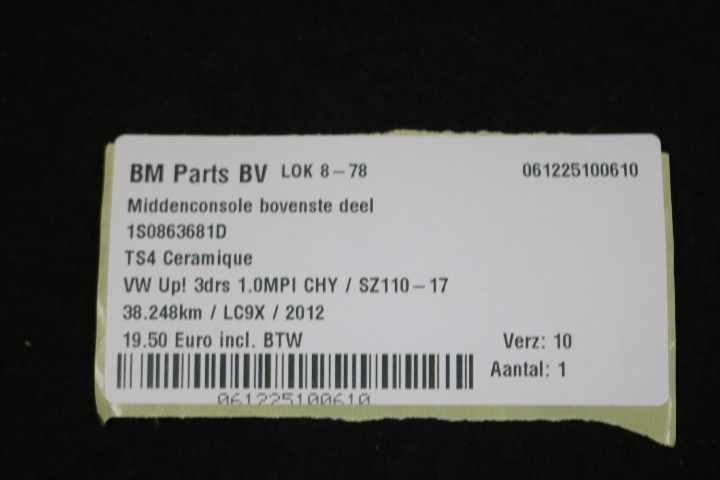 BM Parts BV LOK 8-78 061225100610
Middenconsole bovenste deel
1S0863681D
TS4 Ceramique
VW Up! 3drs 1.0MPI CHY / SZ110-17
38.248km / LC9X / 2012
19.50 Euro incl. BTW Verz: 10
Aantal: 1
061225100610